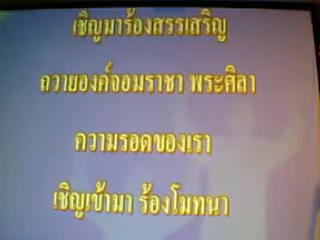 เชิญมาร้องสรรเสริญ
ถวายองค์จอมราชา พระศิลา
ความรอดของเรา
เชิญเข้ามา ร้องโมทนา